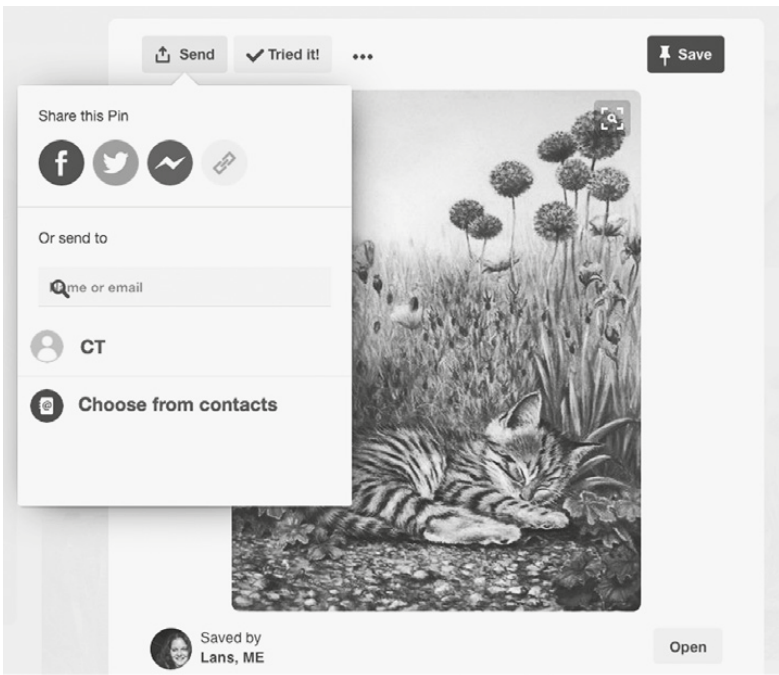 Send
Tried it!
Save
Share this Pin
Or send to
Name or email
CT
Choose from contacts
Saved by
Lans, ME
Open